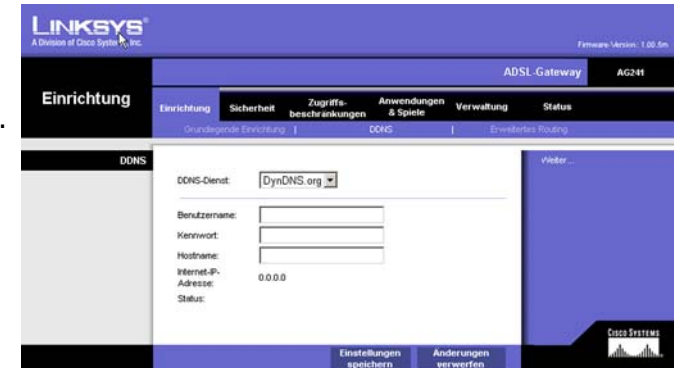 LINKSYS®
A Division of Cisco Systems, Inc.
Firmware-Version: 1.00.6m
ADSL-Gateway AG241
Einrichtung
Einrichtung Sicherheit Zugriffs-beschränkungen Anwendungen & Spiele Verwaltung Status
Grundlegende Einrichtung | DDNS | Erweitertes Routing
DDNS
Weiter...
DDNS-Dienst: DynDNS.org
Benutzername:
Kennwort:
Hostname:
Internet-IP-
Adresse: 0.0.0.0
Status:
CISCO SYSTEMS
Einstellungen speichern Änderungen verwerfen